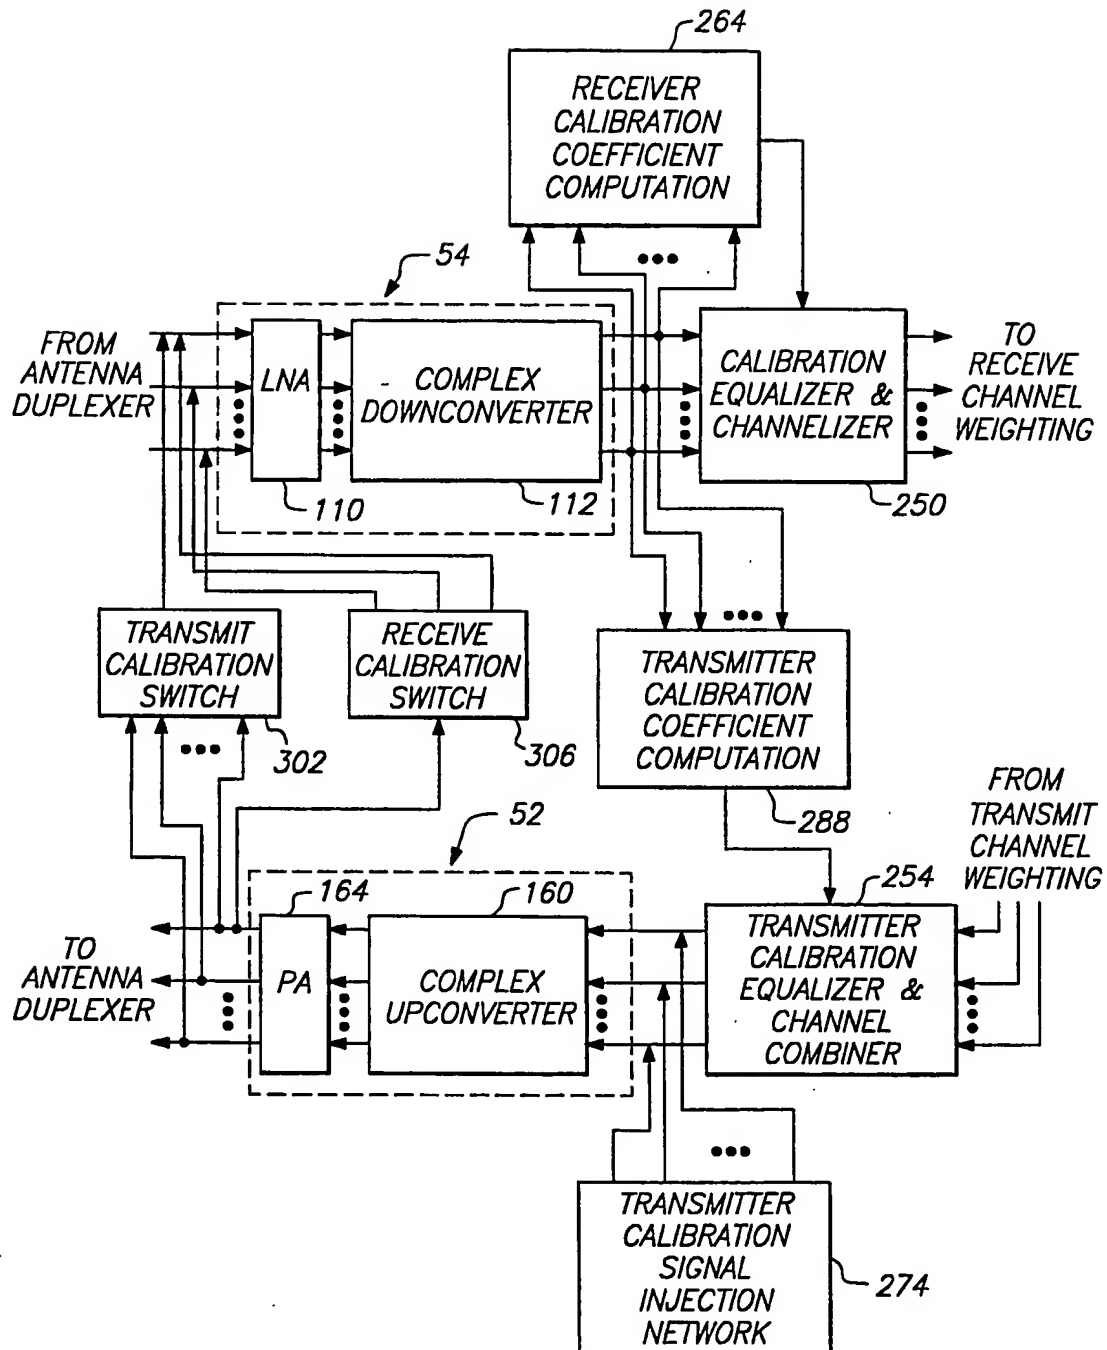 264
RECEIVER
CALIBRATION
COEFFICIENT
COMPUTATION
54
FROM
ANTENNA
DUPLEXER
LNA
COMPLEX
DOWNCONVERTER
CALIBRATION
EQUALIZER &
CHANNELIZER
TO
RECEIVE
CHANNEL
WEIGHTING
110
112
250
TRANSMIT
CALIBRATION
SWITCH
302
RECEIVE
CALIBRATION
SWITCH
306
TRANSMITTER
CALIBRATION
COEFFICIENT
COMPUTATION
288
FROM
TRANSMIT
CHANNEL
WEIGHTING
52
164
160
254
TO
ANTENNA
DUPLEXER
PA
COMPLEX
UPCONVERTER
TRANSMITTER
CALIBRATION
EQUALIZER &
CHANNEL
COMBINER
TRANSMITTER
CALIBRATION
SIGNAL
INJECTION
NETWORK
274